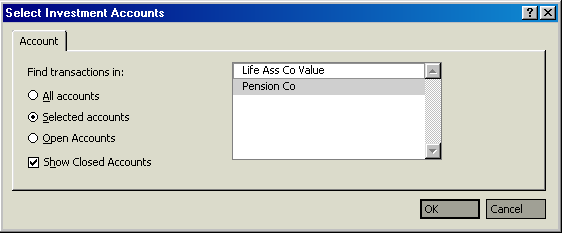 Select Investment Accounts
Account
Find transactions in:
All accounts
Selected accounts
Open Accounts
Show Closed Accounts
Life Ass Co Value
Pension Co
OK
Cancel